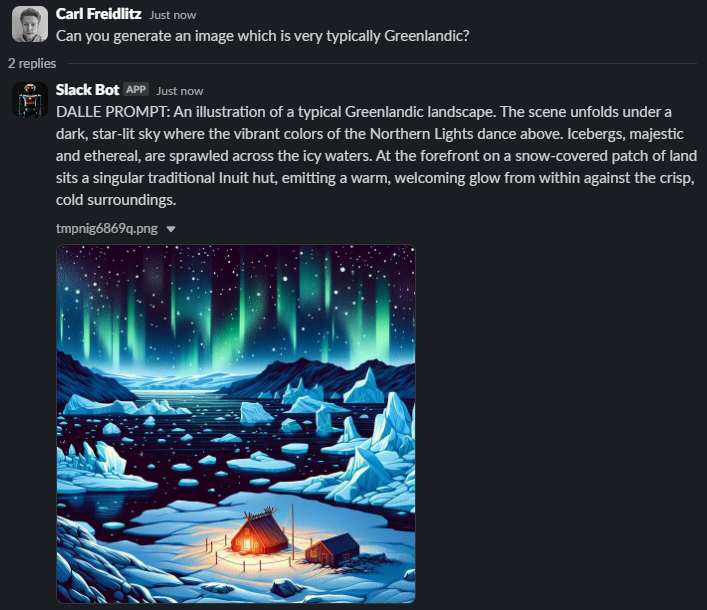 Carl Freidlitz Just now
Can you generate an image which is very typically Greenlandic?
2 replies
Slack Bot APP Just now
DALLE PROMPT: An illustration of a typical Greenlandic landscape. The scene unfolds under a
dark, star-lit sky where the vibrant colors of the Northern Lights dance above. Icebergs, majestic
and ethereal, are sprawled across the icy waters. At the forefront on a snow-covered patch of land
sits a singular traditional Inuit hut, emitting a warm, welcoming glow from within against the crisp,
cold surroundings.
tmpnig6869q.png